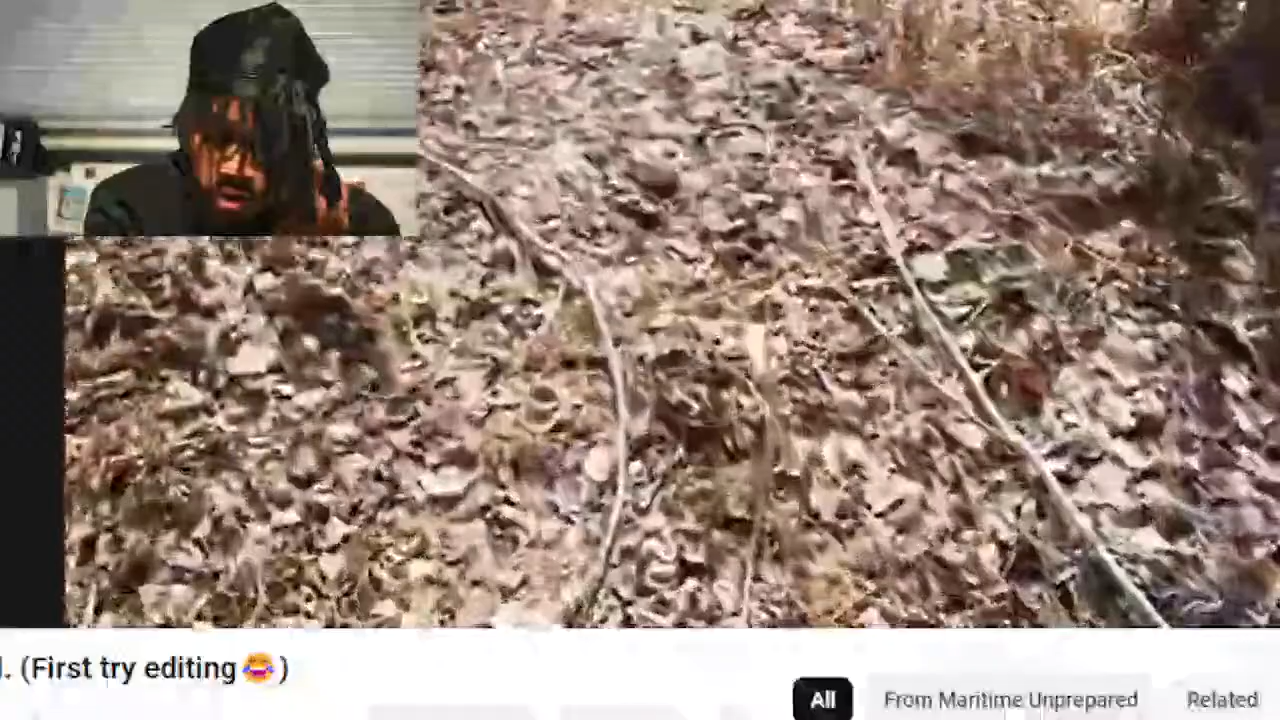 . (First try editing😂)
All From Maritime Unprepared Related